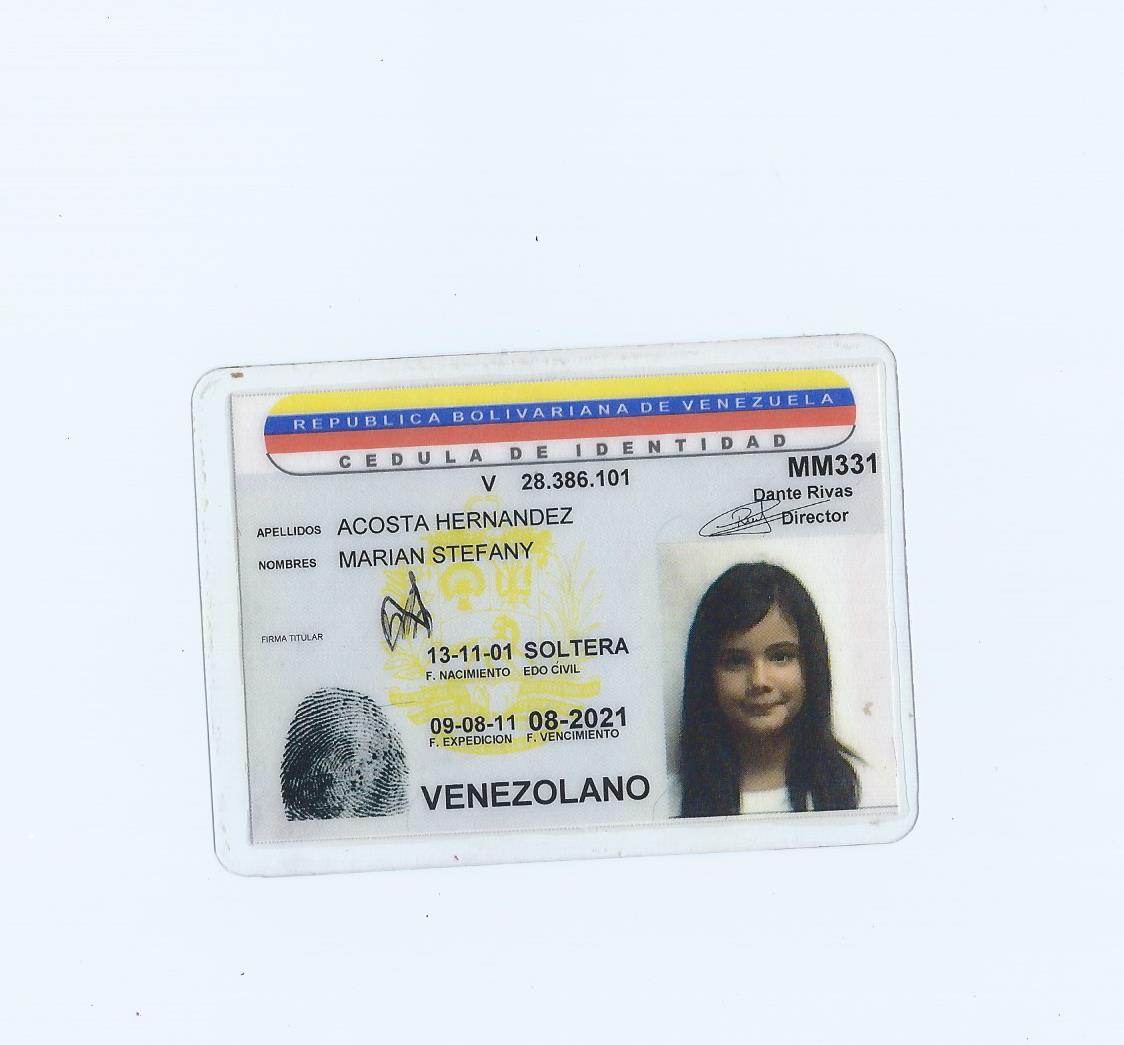 REPUBLICA BOLIVARIANA DE VENEZUELA
CEDULA DE IDENTIDAD
V 28.386.101
MM331
Dante Rivas
Director
APELLIDOS ACOSTA HERNANDEZ
NOMBRES MARIAN STEFANY
FIRMA TITULAR
13-11-01 SOLTERA
F. NACIMIENTO EDO CIVIL
09-08-11 08-2021
F. EXPEDICION F. VENCIMIENTO
VENEZOLANO